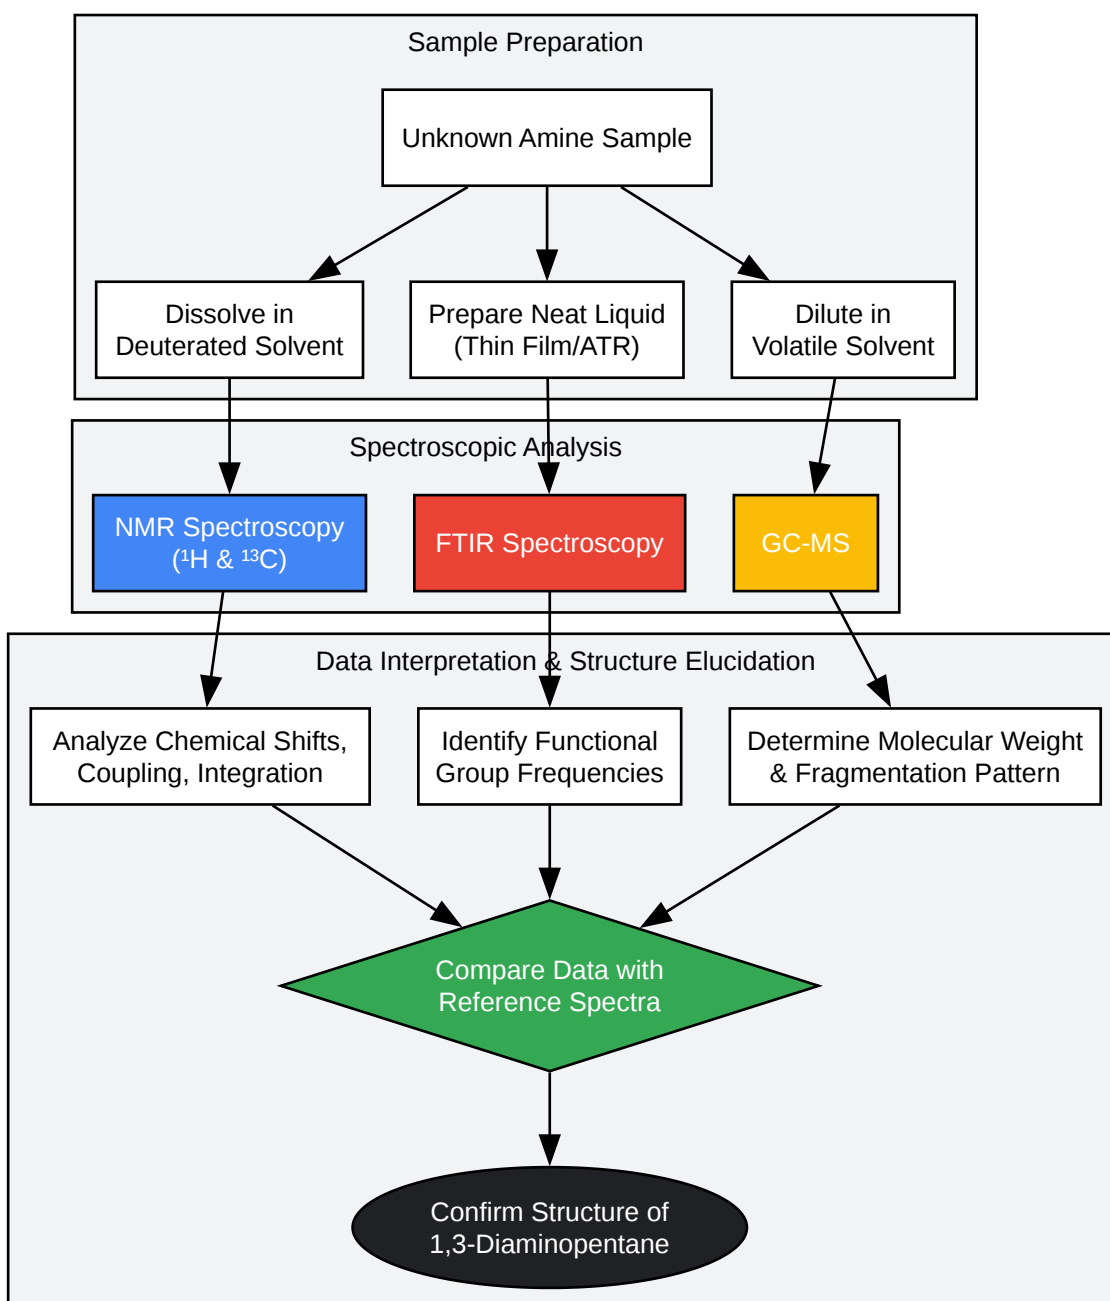 Sample Preparation
Unknown Amine Sample
Dissolve in
Deuterated Solvent
Prepare Neat Liquid
(Thin Film/ATR)
Dilute in
Volatile Solvent
Spectroscopic Analysis
NMR Spectroscopy
(¹H & ¹³C)
FTIR Spectroscopy
GC-MS
Data Interpretation & Structure Elucidation
Analyze Chemical Shifts,
Coupling, Integration
Identify Functional
Group Frequencies
Determine Molecular Weight
& Fragmentation Pattern
Compare Data with
Reference Spectra
Confirm Structure of
1,3-Diaminopentane